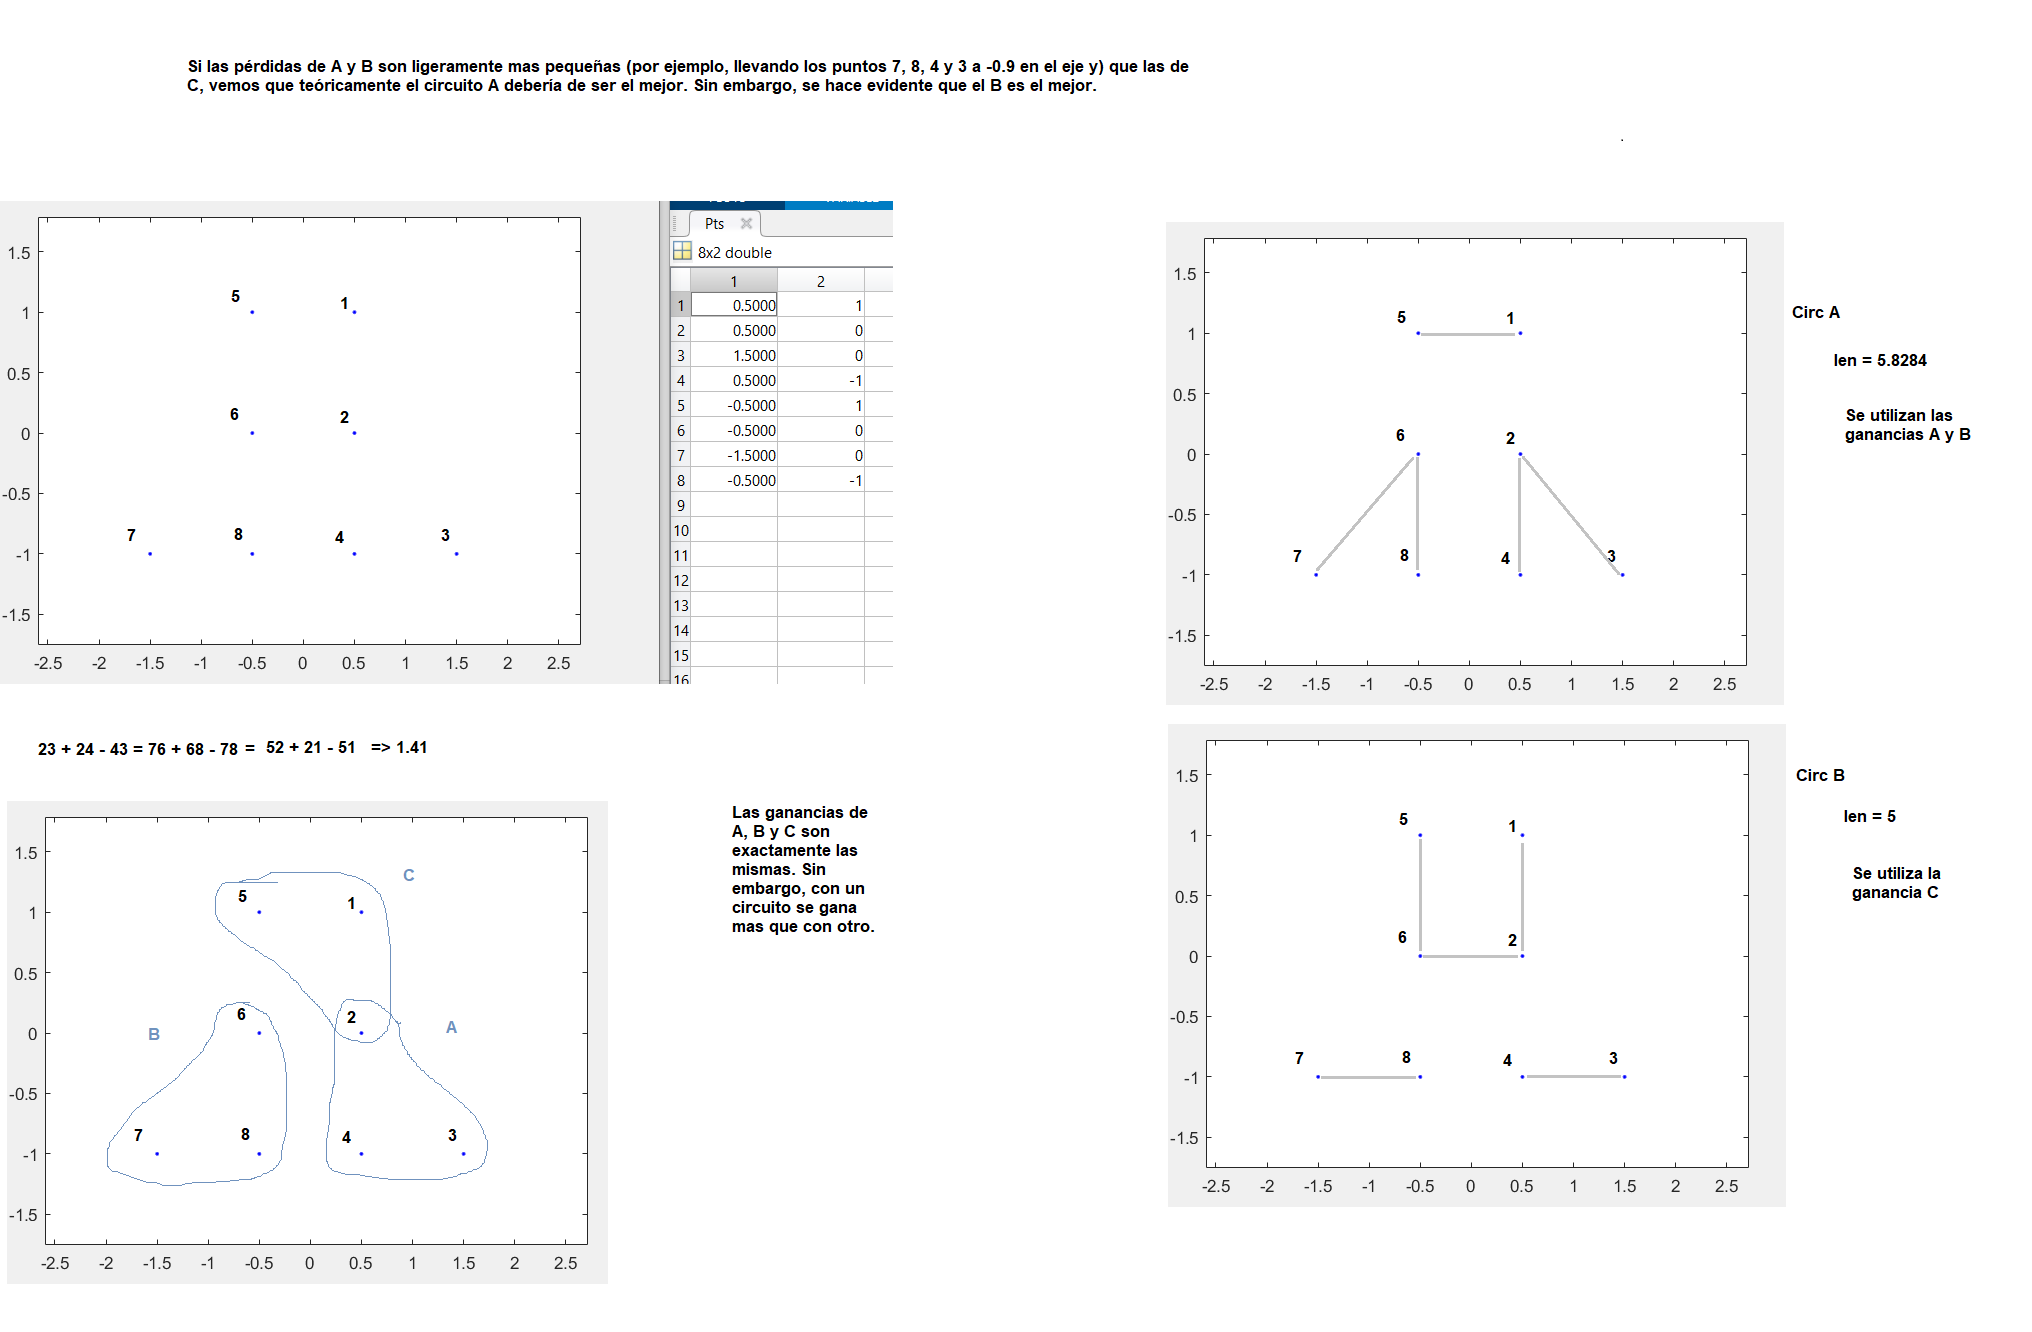 Si las pérdidas de A y B son ligeramente mas pequeñas (por ejemplo, llevando los puntos 7, 8, 4 y 3 a -0.9 en el eje y) que las de
C, vemos que teóricamente el circuito A debería de ser el mejor. Sin embargo, se hace evidente que el B es el mejor.
1.5
1
0.5
0
-0.5
-1
-1.5
-2.5 -2 -1.5 -1 -0.5 0 0.5 1 1.5 2 2.5
5 1
6 2
7 8 4 3
Pts
8x2 double
1 2
1 0.5000 1
2 0.5000 0
3 1.5000 0
4 0.5000 -1
5 -0.5000 1
6 -0.5000 0
7 -1.5000 0
8 -0.5000 -1
9
10
11
12
13
14
15
16
1.5
1
0.5
0
-0.5
-1
-1.5
-2.5 -2 -1.5 -1 -0.5 0 0.5 1 1.5 2 2.5
5 1
6 2
7 8 4 3
Circ A
len = 5.8284
Se utilizan las
ganancias A y B
23 + 24 - 43 = 76 + 68 - 78 = 52 + 21 - 51 => 1.41
1.5
1
0.5
0
-0.5
-1
-1.5
-2.5 -2 -1.5 -1 -0.5 0 0.5 1 1.5 2 2.5
C
5 1
B 6 2 A
7 8 4 3
Las ganancias de
A, B y C son
exactamente las
mismas. Sin
embargo, con un
circuito se gana
mas que con otro.
1.5
1
0.5
0
-0.5
-1
-1.5
-2.5 -2 -1.5 -1 -0.5 0 0.5 1 1.5 2 2.5
5 1
6 2
7 8 4 3
Circ B
len = 5
Se utiliza la
ganancia C